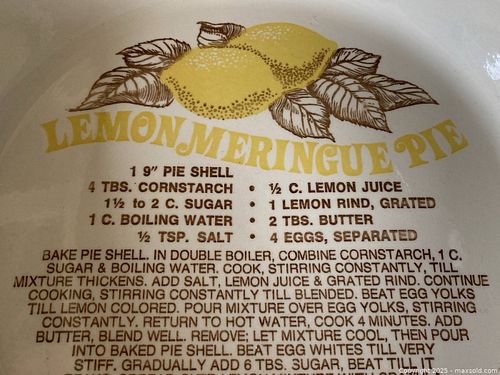 LEMON MERINGUE PIE
1 9" PIE SHELL
4 TBS. CORNSTARCH • ½ C. LEMON JUICE
1½ to 2 C. SUGAR • 1 LEMON RIND, GRATED
1 C. BOILING WATER • 2 TBS. BUTTER
½ TSP. SALT • 4 EGGS, SEPARATED
BAKE PIE SHELL. IN DOUBLE BOILER, COMBINE CORNSTARCH, 1 C.
SUGAR & BOILING WATER. COOK, STIRRING CONSTANTLY, TILL
MIXTURE THICKENS. ADD SALT, LEMON JUICE & GRATED RIND. CONTINUE
COOKING, STIRRING CONSTANTLY TILL BLENDED. BEAT EGG YOLKS
TILL LEMON COLORED. POUR MIXTURE OVER EGG YOLKS, STIRRING
CONSTANTLY. RETURN TO HOT WATER, COOK 4 MINUTES. ADD
BUTTER, BLEND WELL. REMOVE; LET MIXTURE COOL, THEN POUR
INTO BAKED PIE SHELL. BEAT EGG WHITES TILL VERY
STIFF. GRADUALLY ADD 6 TBS. SUGAR, BEAT TILL IT
Copyright 2025 - maxsold.com